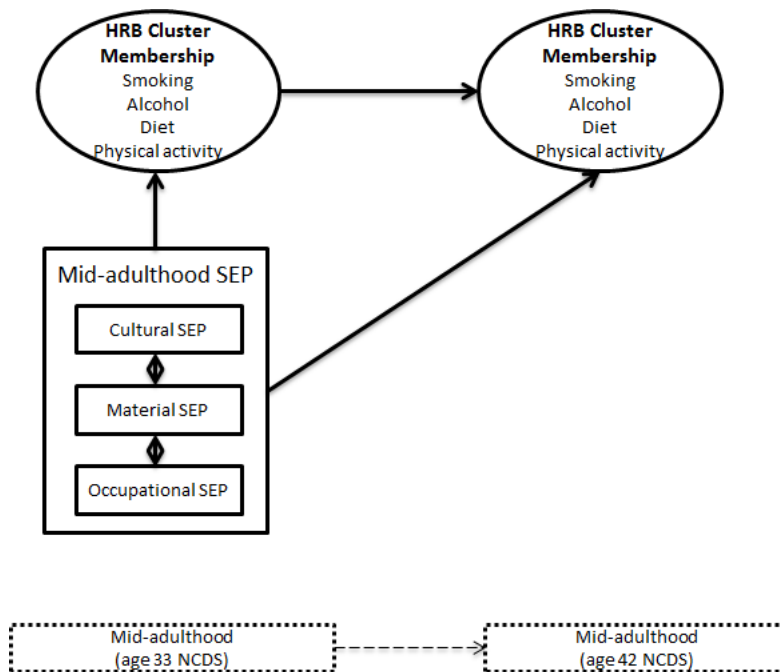 HRB Cluster
Membership
Smoking
Alcohol
Diet
Physical activity
HRB Cluster
Membership
Smoking
Alcohol
Diet
Physical activity
Mid-adulthood SEP
Cultural SEP
Material SEP
Occupational SEP
Mid-adulthood
(age 33 NCDS)
Mid-adulthood
(age 42 NCDS)